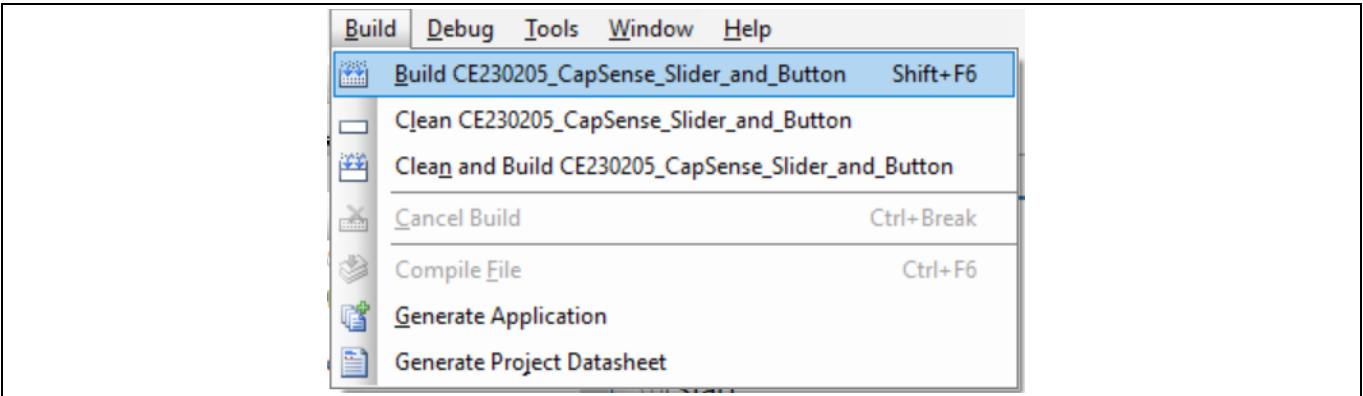 Build Debug Tools Window Help
Build CE230205_CapSense_Slider_and_Button Shift+F6
Clean CE230205_CapSense_Slider_and_Button
Clean and Build CE230205_CapSense_Slider_and_Button
Cancel Build Ctrl+Break
Compile File Ctrl+F6
Generate Application
Generate Project Datasheet